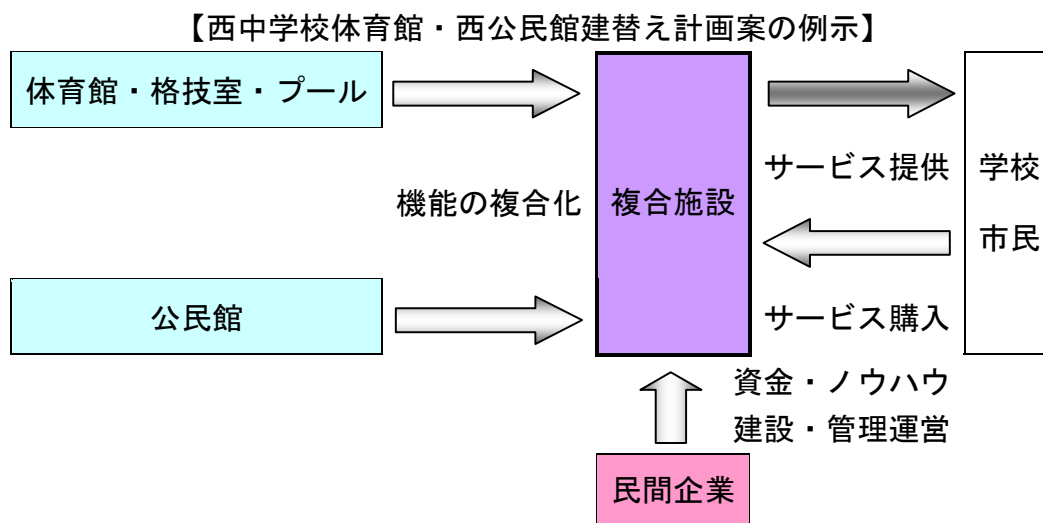 【西中学校体育館・西公民館建替え計画案の例示】
体育館・格技室・プール
機能の複合化
公民館
複合施設
サービス提供
サービス購入
学校
市民
資金・ノウハウ
建設・管理運営
民間企業